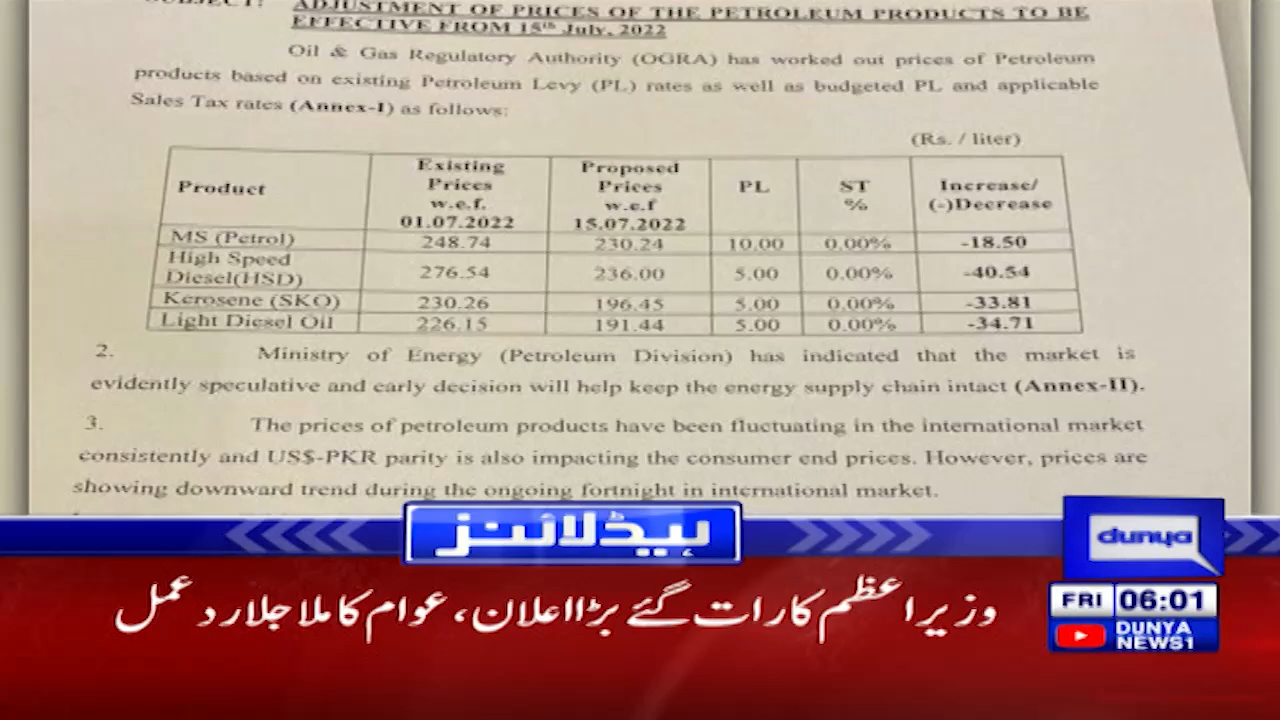 SUBJECT: ADJUSTMENT OF PRICES OF THE PETROLEUM PRODUCTS TO BE
EFFECTIVE FROM 15th July, 2022
Oil & Gas Regulatory Authority (OGRA) has worked out prices of Petroleum
products based on existing Petroleum Levy (PL) rates as well as budgeted PL and applicable
Sales Tax rates (Annex-I) as follows:
(Rs. / liter)
Product Existing Prices w.e.f. 01.07.2022 Proposed Prices w.e.f 15.07.2022 PL ST % Increase/ (-)Decrease
MS (Petrol) 248.74 230.24 10.00 0.00% -18.50
High Speed Diesel(HSD) 276.54 236.00 5.00 0.00% -40.54
Kerosene (SKO) 230.26 196.45 5.00 0.00% -33.81
Light Diesel Oil 226.15 191.44 5.00 0.00% -34.71
2. Ministry of Energy (Petroleum Division) has indicated that the market is
evidently speculative and early decision will help keep the energy supply chain intact (Annex-II).
3. The prices of petroleum products have been fluctuating in the international market
consistently and US$-PKR parity is also impacting the consumer end prices. However, prices are
showing downward trend during the ongoing fortnight in international market.
ہیڈلائنز
dunya
وزیراعظم کا رات گئے بڑا اعلان، عوام کا ملا جلا رد عمل
FRI 06:01
DUNYA
NEWS1